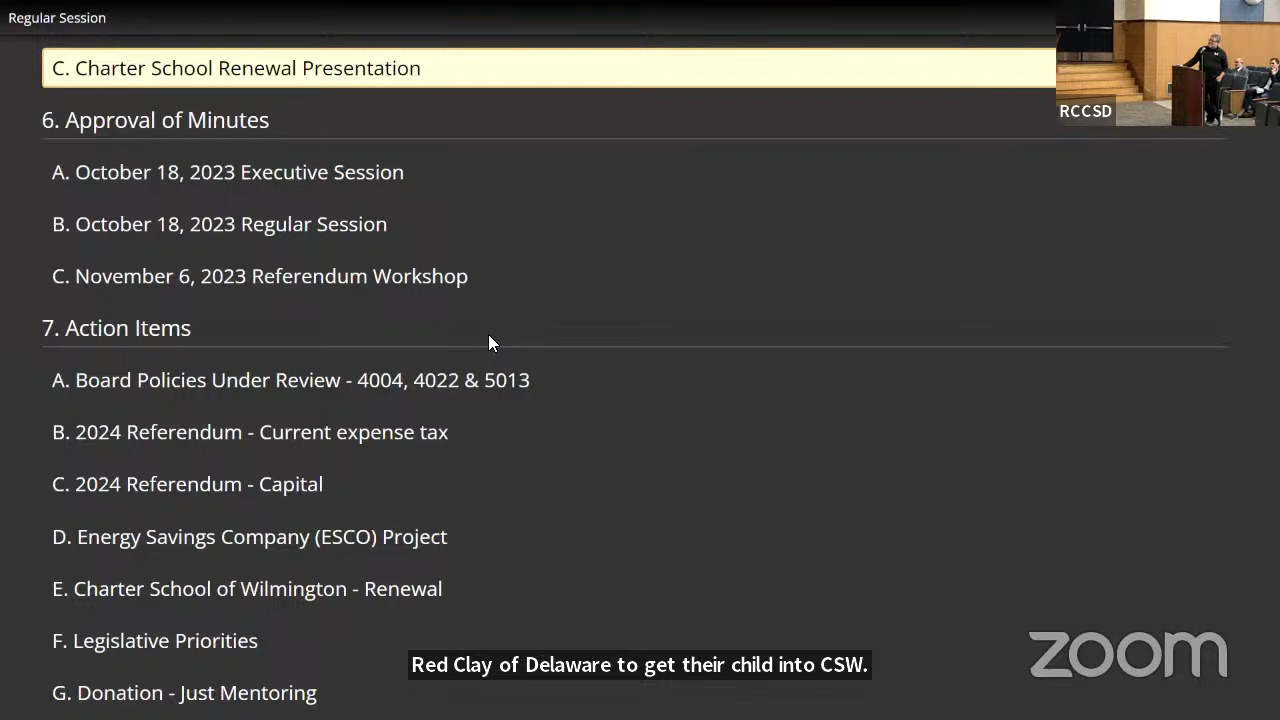 Regular Session
C. Charter School Renewal Presentation
RCCSD
6. Approval of Minutes
A. October 18, 2023 Executive Session
B. October 18, 2023 Regular Session
C. November 6, 2023 Referendum Workshop
7. Action Items
A. Board Policies Under Review - 4004, 4022 & 5013
B. 2024 Referendum - Current expense tax
C. 2024 Referendum - Capital
D. Energy Savings Company (ESCO) Project
E. Charter School of Wilmington - Renewal
F. Legislative Priorities
zoom
Red Clay of Delaware to get their child into CSW.
G. Donation - Just Mentoring